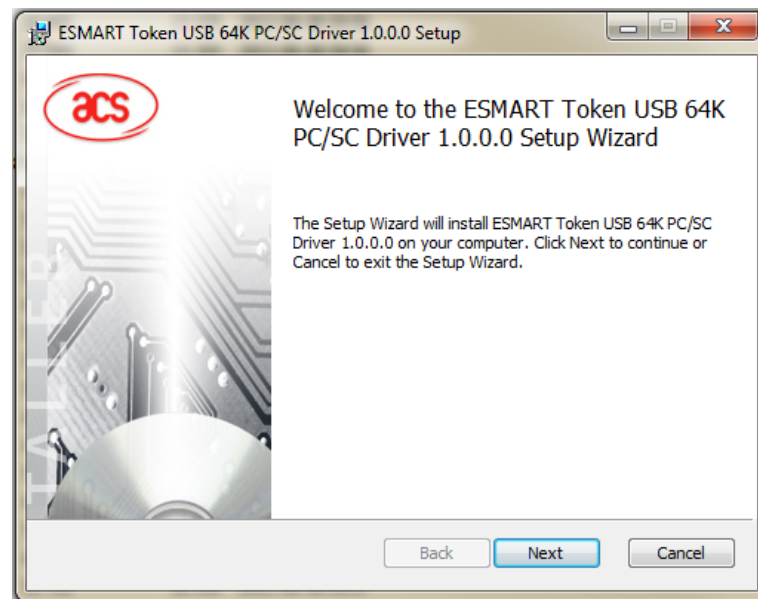 ESMART Token USB 64K PC/SC Driver 1.0.0.0 Setup
acs
Welcome to the ESMART Token USB 64K
PC/SC Driver 1.0.0.0 Setup Wizard
The Setup Wizard will install ESMART Token USB 64K PC/SC
Driver 1.0.0.0 on your computer. Click Next to continue or
Cancel to exit the Setup Wizard.
Back
Next
Cancel